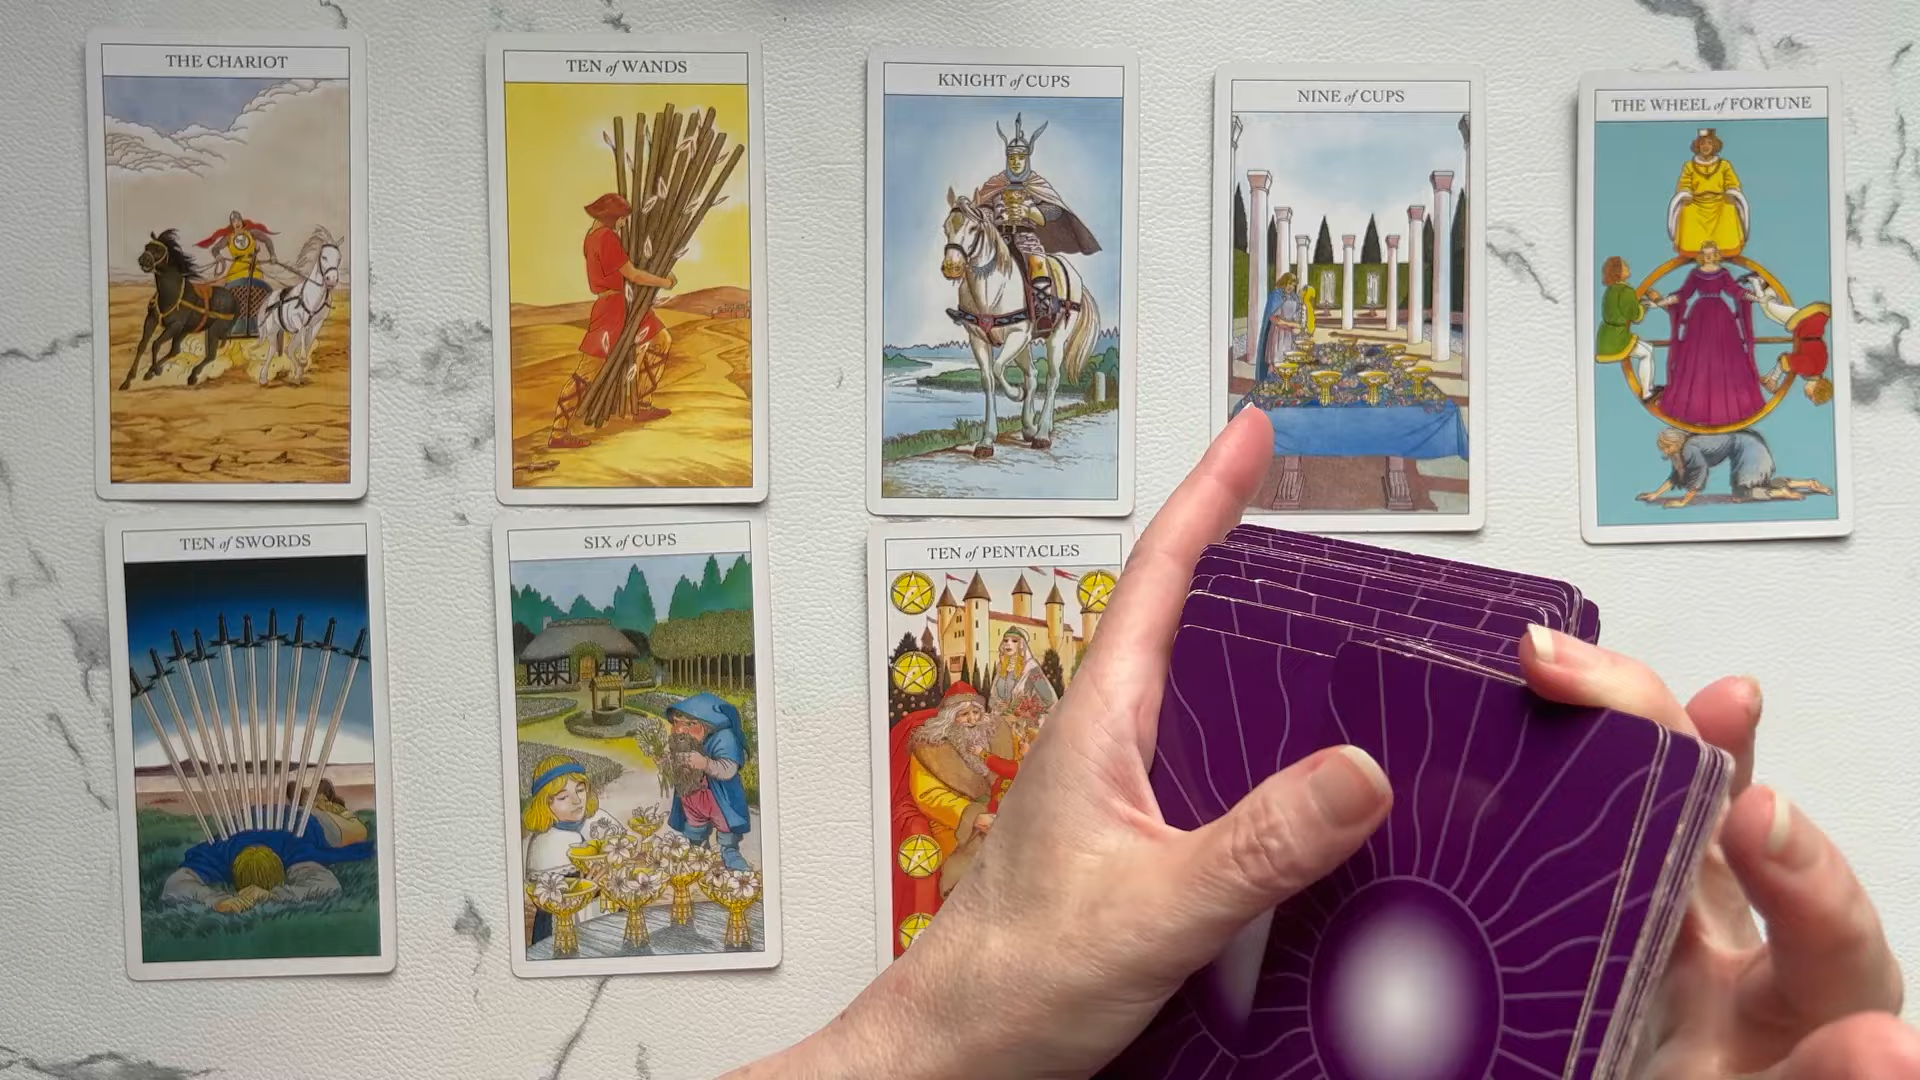 THE CHARIOT
TEN of WANDS
KNIGHT of CUPS
NINE of CUPS
THE WHEEL of FORTUNE
TEN of SWORDS
SIX of CUPS
TEN of PENTACLES